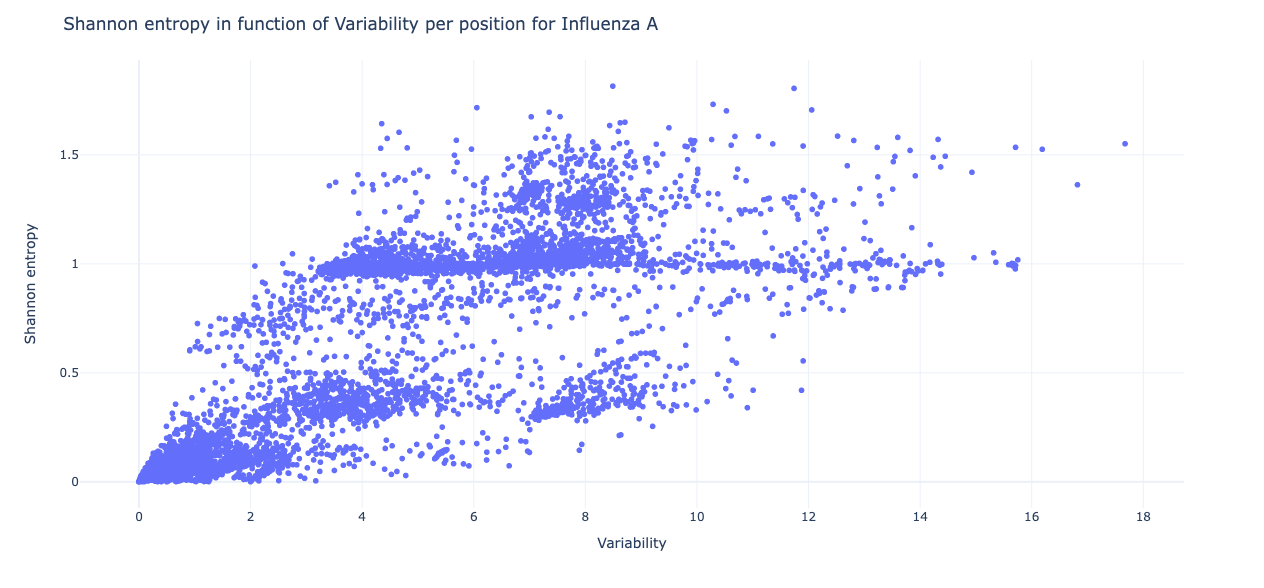 Shannon entropy in function of Variability per position for Influenza A
Shannon entropy
1.5
1
0.5
0
0 2 4 6 8 10 12 14 16 18
Variability